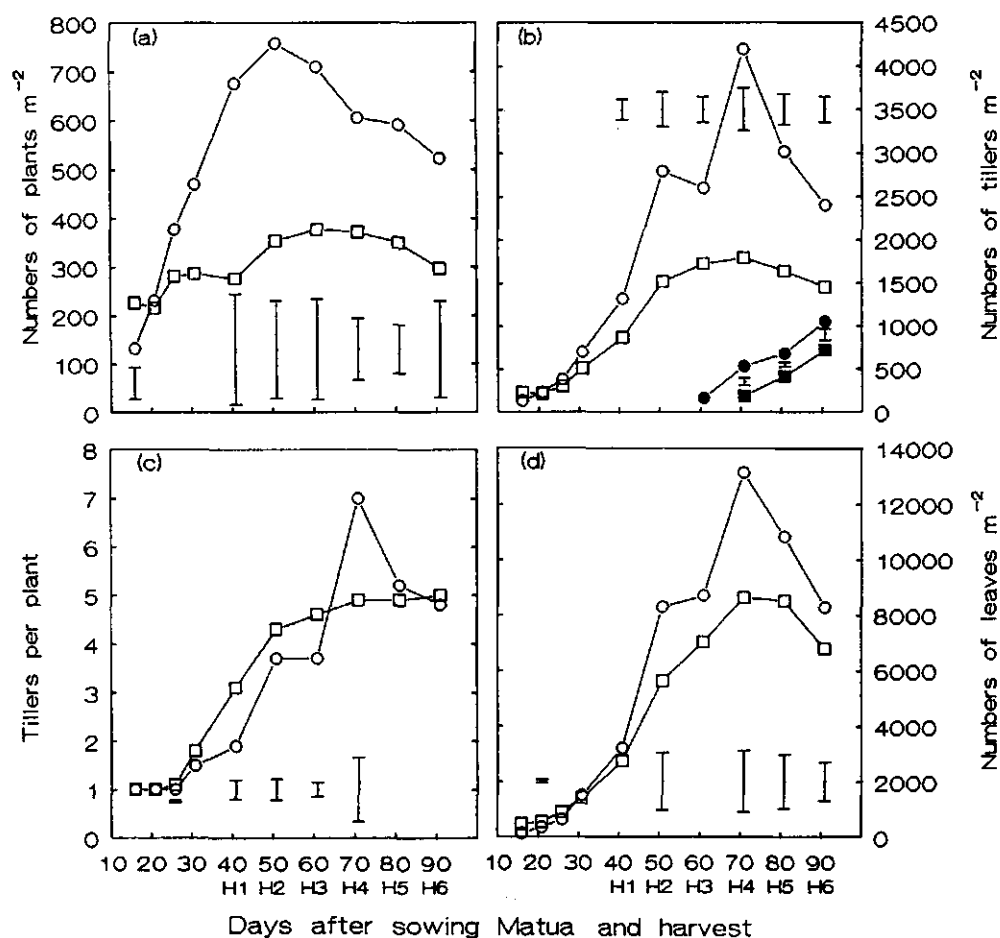 (a)
800
700
600
500
400
300
200
100
0
Numbers of plants m⁻²
(b)
4500
4000
3500
3000
2500
2000
1500
1000
500
0
Numbers of tillers m⁻²
(c)
8
7
6
5
4
3
2
1
0
Tillers per plant
(d)
14000
12000
10000
8000
6000
4000
2000
0
Numbers of leaves m⁻²
10 20 30 40 50 60 70 80 90
H1 H2 H3 H4 H5 H6
10 20 30 40 50 60 70 80 90
H1 H2 H3 H4 H5 H6
Days after sowing Matua and harvest